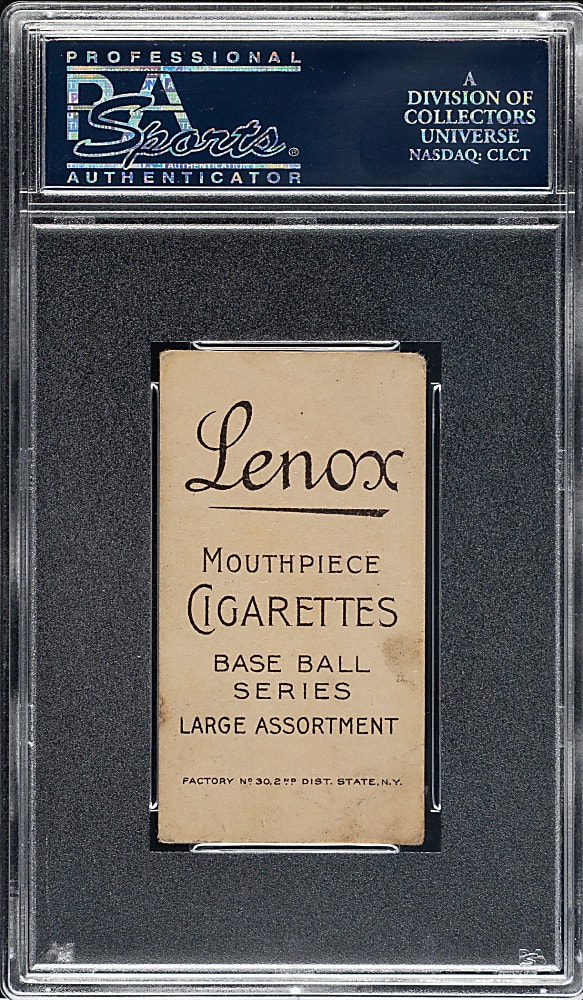 PROFESSIONAL
PSA
Sports®
AUTHENTICATOR
A
DIVISION OF
COLLECTORS
UNIVERSE
NASDAQ: CLCT
Lenox
MOUTHPIECE
CIGARETTES
BASE BALL
SERIES
LARGE ASSORTMENT
FACTORY Nº 30, 2ND DIST. STATE, N.Y.
PSA